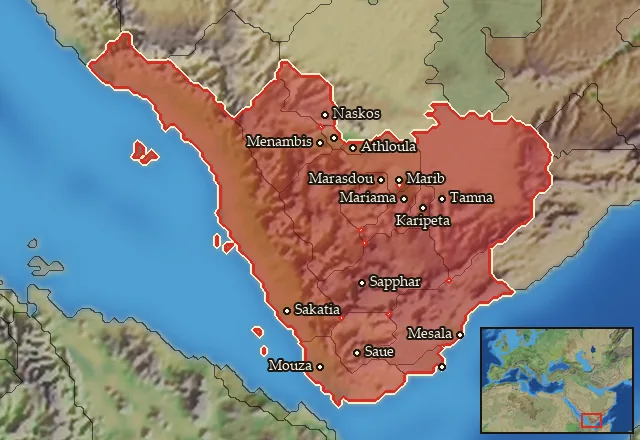 Naskos
Menambis
Athloula
Marasdou
Marib
Mariama
Tamna
Karipeta
Sapphar
Sakatia
Mesala
Saue
Mouza